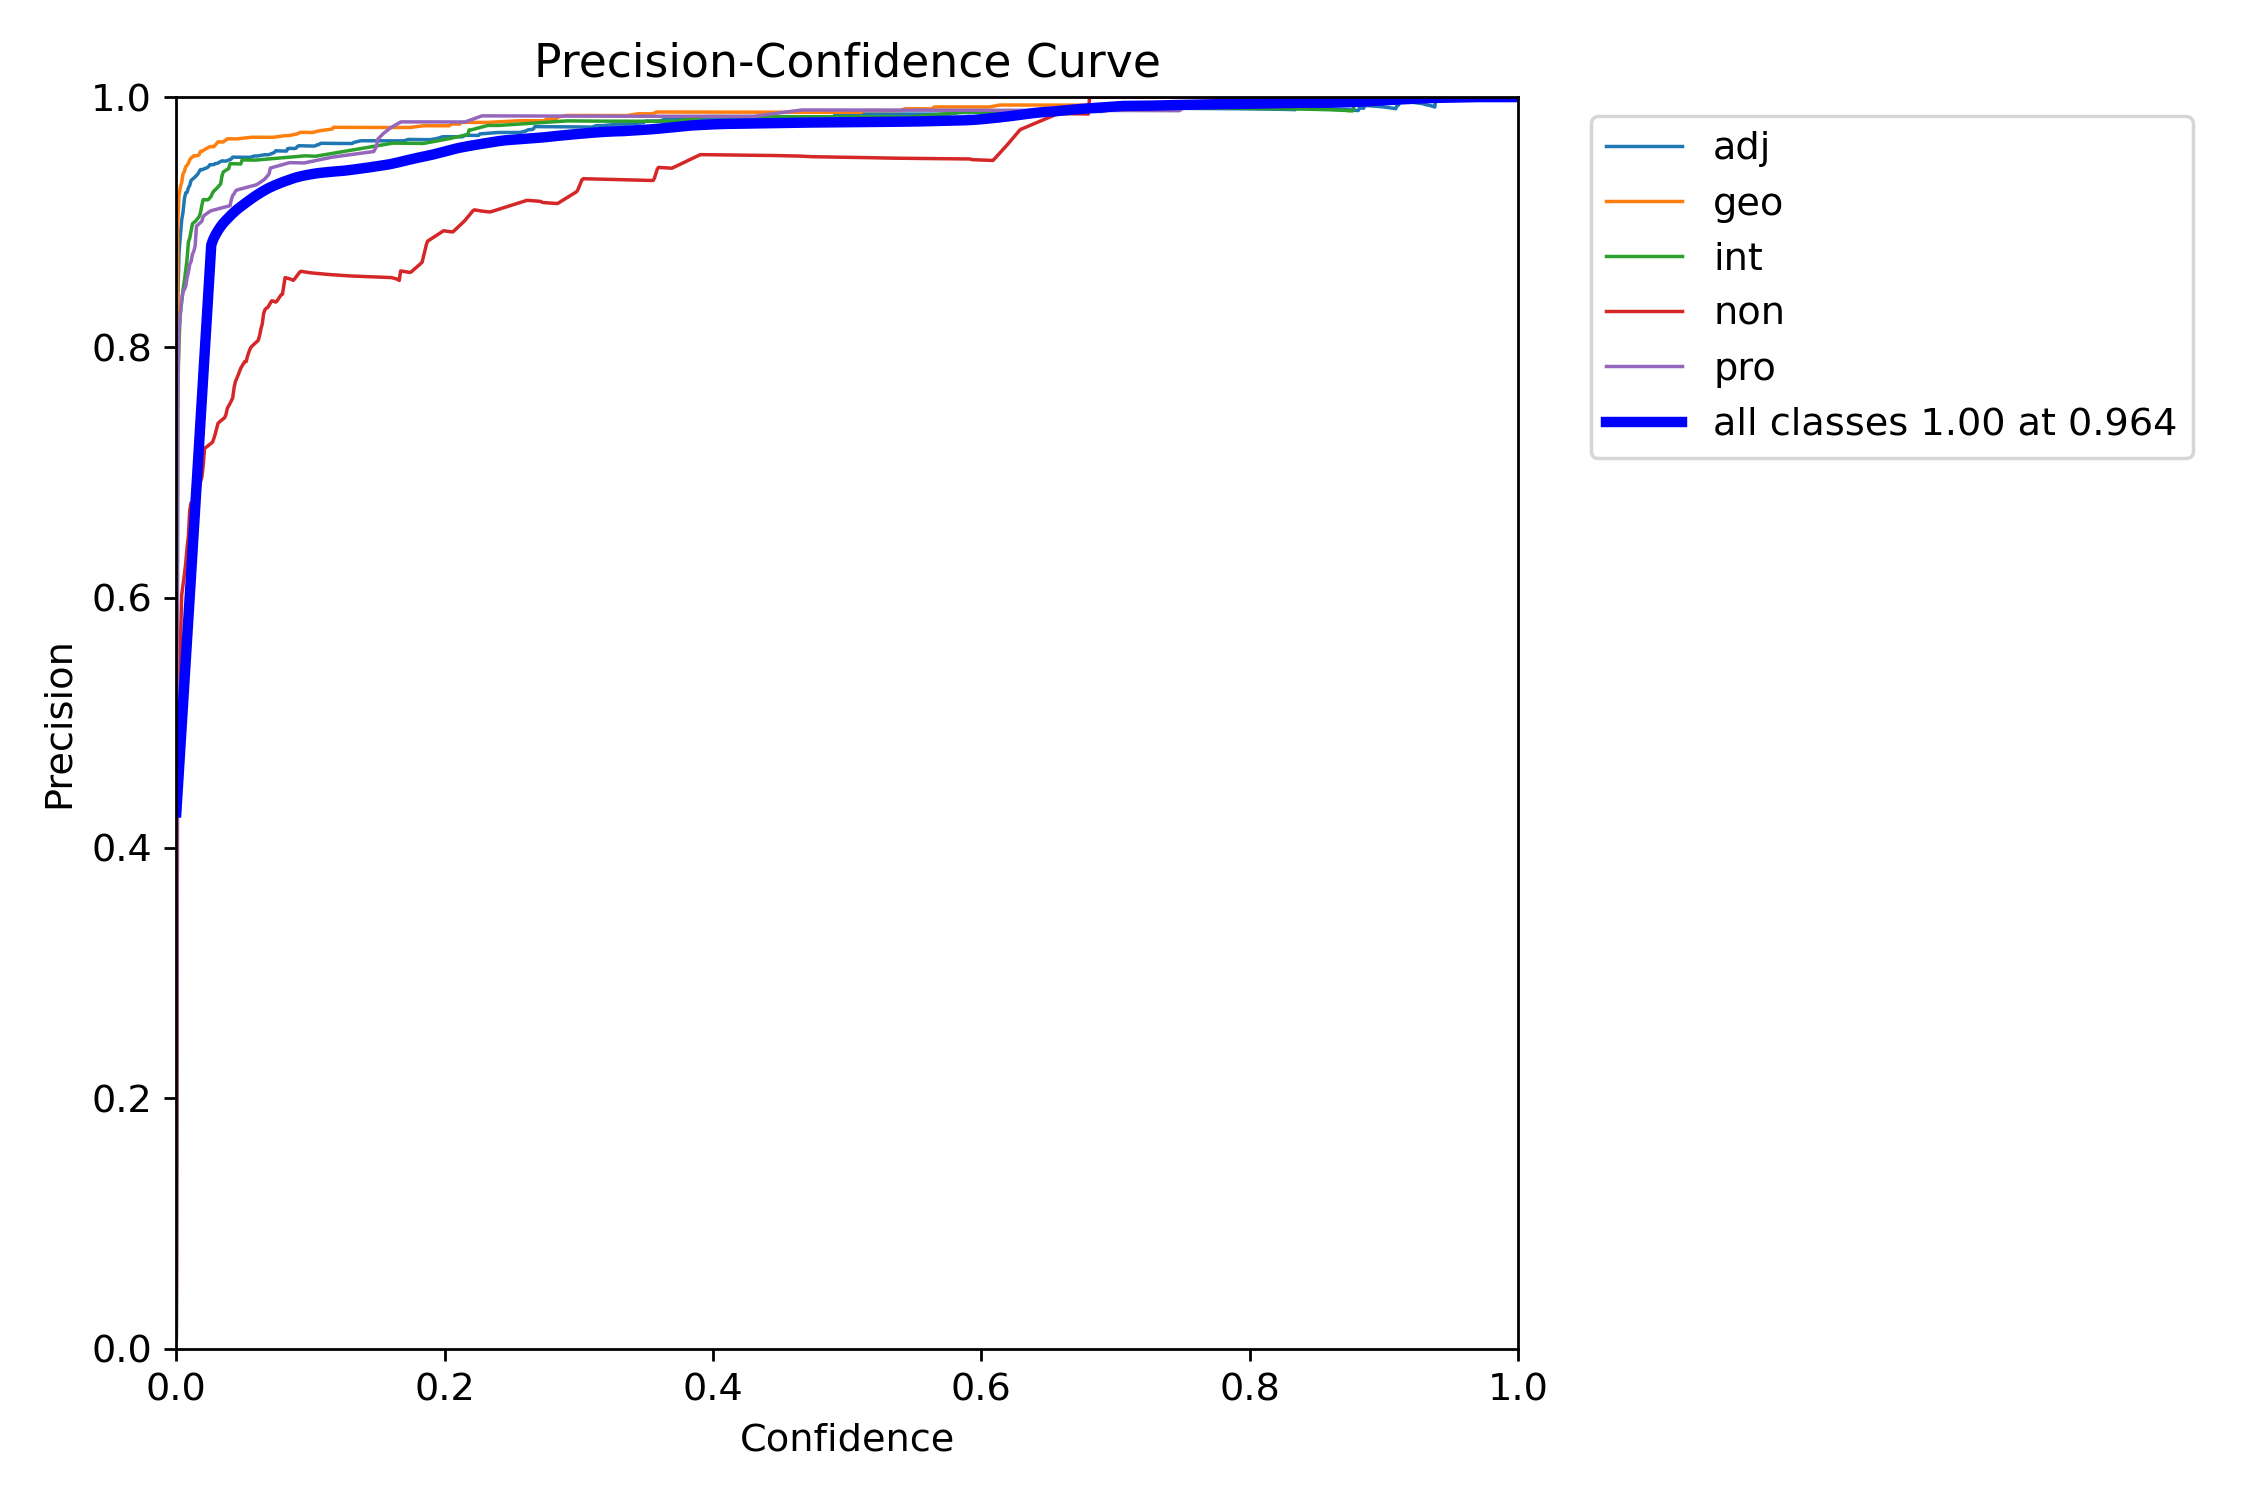 Precision-Confidence Curve
1.0
0.8
0.6
0.4
0.2
0.0
Precision
0.0 0.2 0.4 0.6 0.8 1.0
Confidence
adj
geo
int
non
pro
all classes 1.00 at 0.964